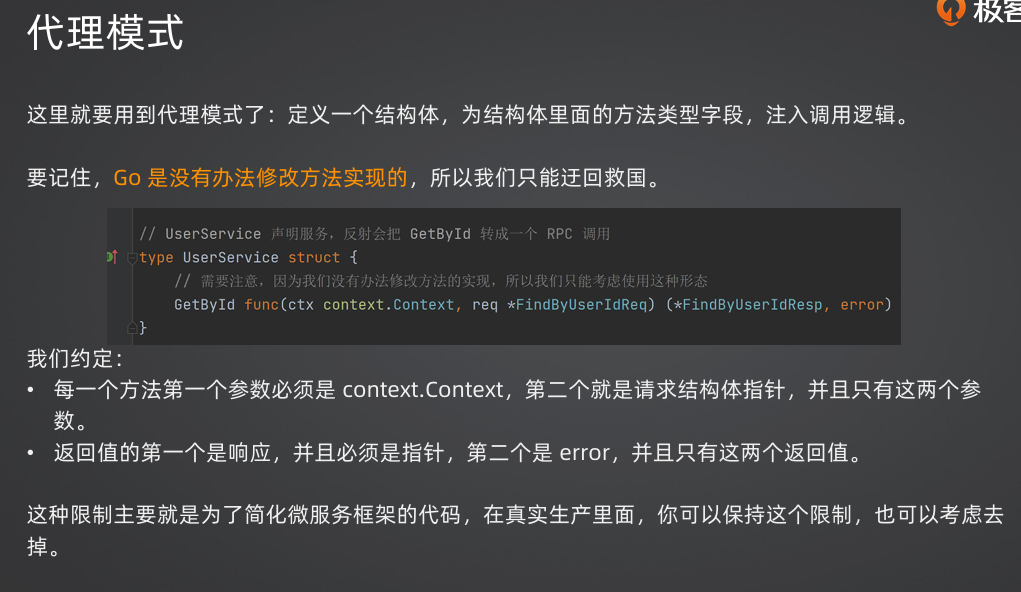 代理模式
极客
这里就要用到代理模式了：定义一个结构体，为结构体里面的方法类型字段，注入调用逻辑。
要记住，Go 是没有办法修改方法实现的，所以我们只能迂回救国。
// UserService 声明服务，反射会把 GetById 转成一个 RPC 调用
type UserService struct {
// 需要注意，因为我们没有办法修改方法的实现，所以我们只能考虑使用这种形态
GetById func(ctx context.Context, req *FindByUserIdReq) (*FindByUserIdResp, error)
}
我们约定：
• 每一个方法第一个参数必须是 context.Context，第二个就是请求结构体指针，并且只有这两个参
数。
• 返回值的第一个是响应，并且必须是指针，第二个是 error，并且只有这两个返回值。
这种限制主要就是为了简化微服务框架的代码，在真实生产里面，你可以保持这个限制，也可以考虑去
掉。